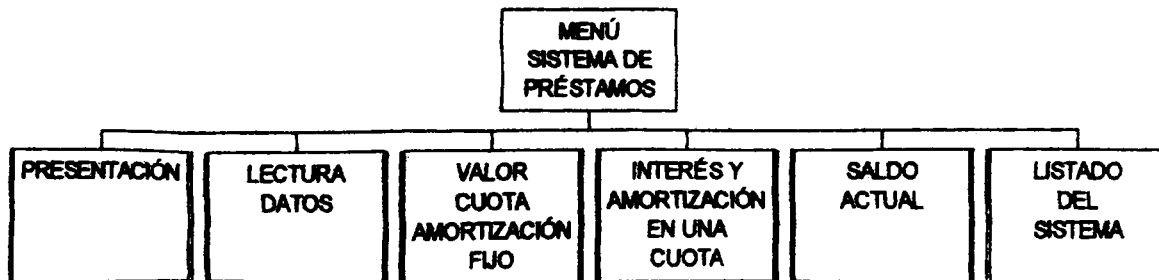 MENÚ
SISTEMA DE
PRÉSTAMOS
PRESENTACIÓN
LECTURA
DATOS
VALOR
CUOTA
AMORTIZACIÓN
FIJO
INTERÉS Y
AMORTIZACIÓN
EN UNA
CUOTA
SALDO
ACTUAL
LISTADO
DEL
SISTEMA